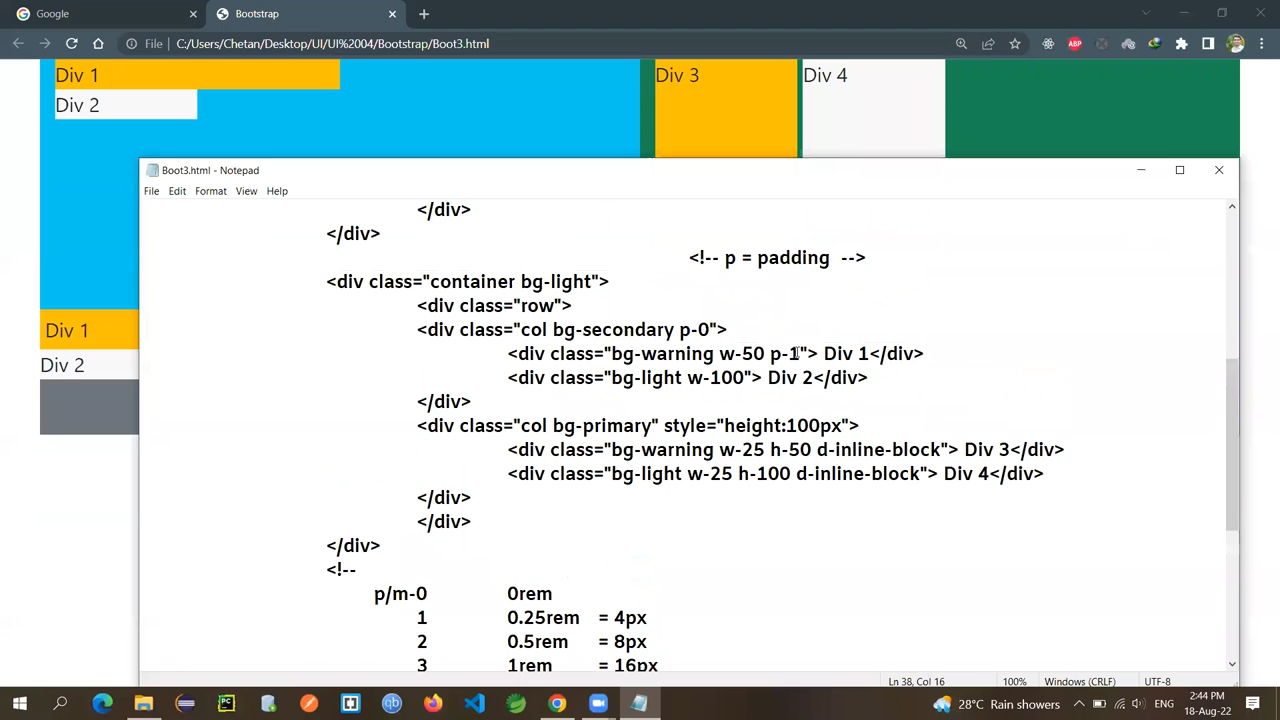 Google
Bootstrap
File
C:/Users/Chetan/Desktop/UI/UI%2004/Bootstrap/Boot3.html
ABP
Div 1
Div 2
Div 3
Div 4
Div 1
Div 2
Boot3.html - Notepad
File Edit Format View Help
</div>
</div>
<!-- p = padding -->
<div class="container bg-light">
<div class="row">
<div class="col bg-secondary p-0">
<div class="bg-warning w-50 p-1"> Div 1</div>
<div class="bg-light w-100"> Div 2</div>
</div>
<div class="col bg-primary" style="height:100px">
<div class="bg-warning w-25 h-50 d-inline-block"> Div 3</div>
<div class="bg-light w-25 h-100 d-inline-block"> Div 4</div>
</div>
</div>
</div>
<!--
p/m-0 0rem
1 0.25rem = 4px
2 0.5rem = 8px
3 1rem = 16px
Ln 38, Col 16 100% Windows (CRLF) UTF-8
PC
qb
28°C Rain showers
ENG
2:44 PM
18-Aug-22